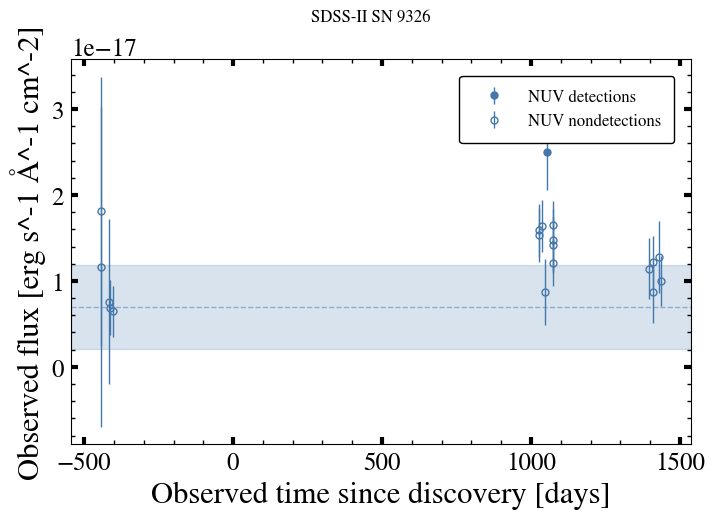 SDSS-II SN 9326
1e−17
NUV detections
NUV nondetections
3
2
1
0
Observed flux [erg s^-1 Å^-1 cm^-2]
−500
0
500
1000
1500
Observed time since discovery [days]